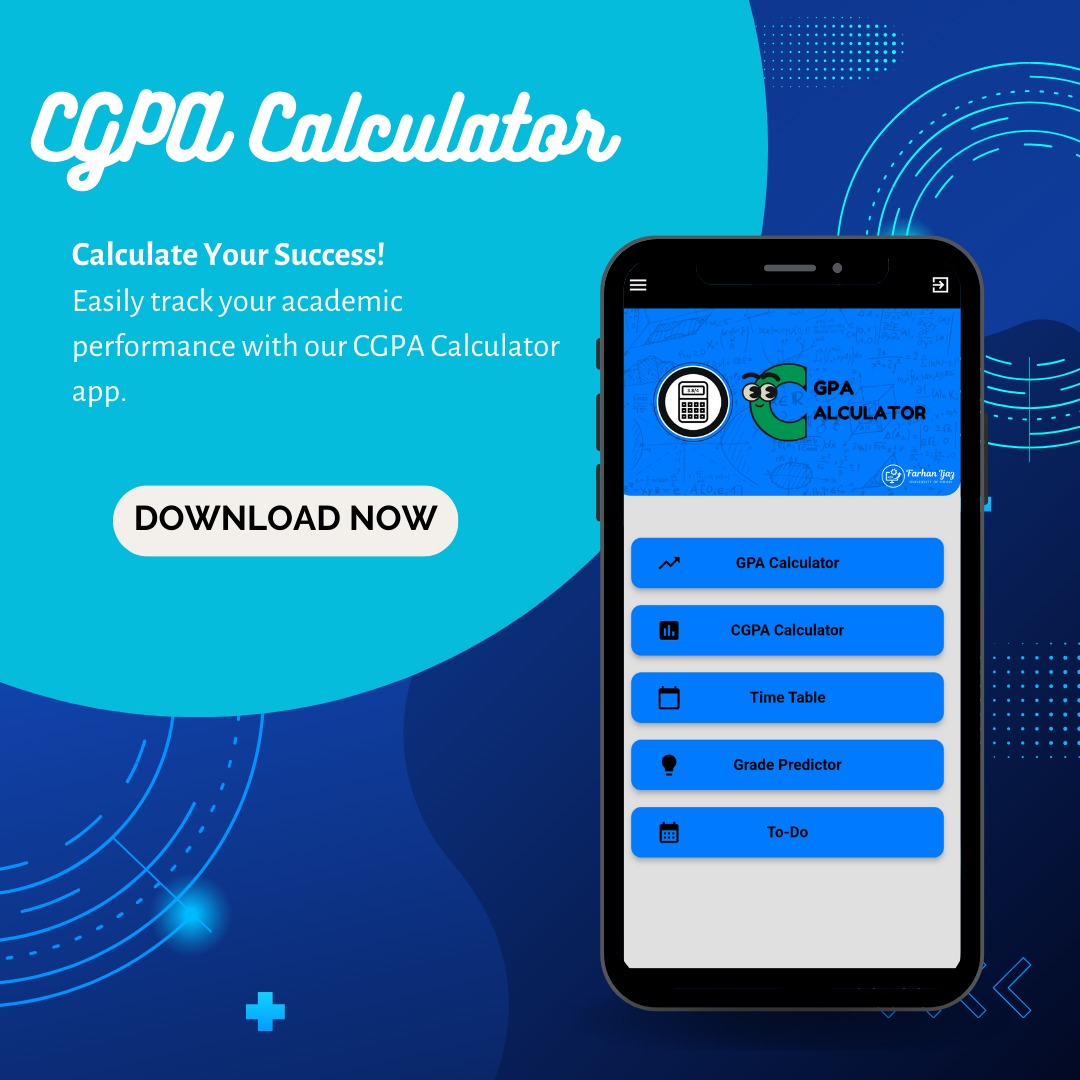 CGPA Calculator
Calculate Your Success!
Easily track your academic
performance with our CGPA Calculator
app.
DOWNLOAD NOW
GPA
ALCULATOR
Farhan Ijaz
GPA Calculator
CGPA Calculator
Time Table
Grade Predictor
To-Do